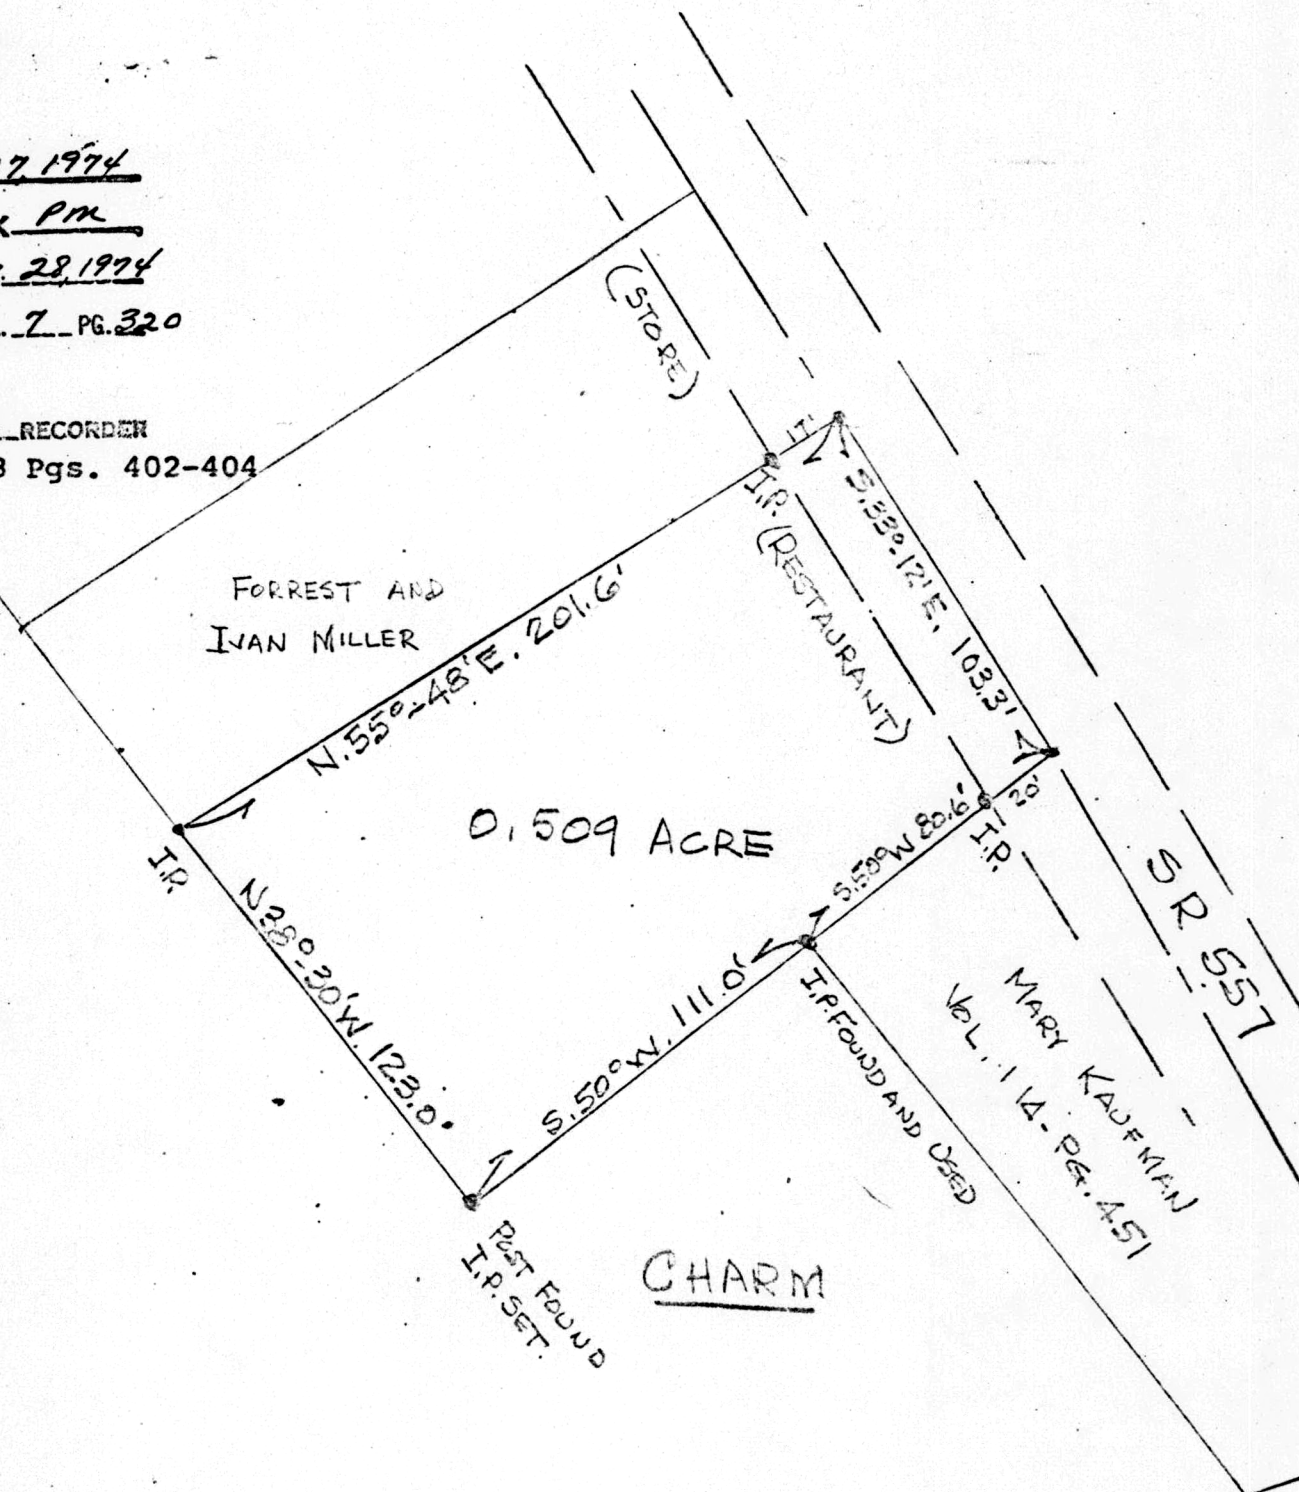 7, 1974
PM
28, 1974
7 PG. 320
RECORDER
Pgs. 402-404
(STORE)
17'
I.P.
S.33°-12'E. 103.3'
(RESTAURANT)
FORREST AND
IVAN MILLER
N.55°-48'E. 201.6'
0.509 ACRE
I.P.
20'
S.50°W 80.6'
I.P.
SR 557
N38°-30'W. 123.0'
S.50°W. 111.0'
I.P. FOUND AND USED
MARY KAUFMAN
VOL. 114-PG. 451
POST FOUND
I.P. SET.
CHARM